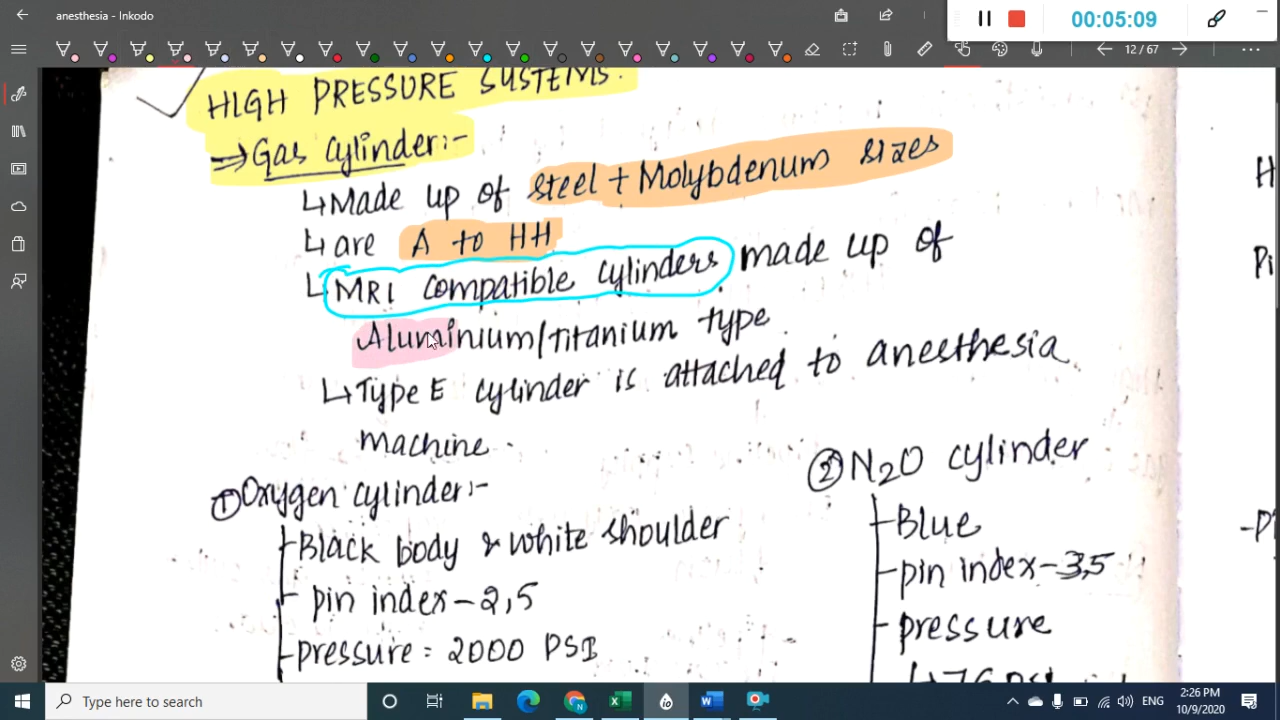 anesthesia - Inkodo
00:05:09
12 / 67
HIGH PRESSURE SYSTEMS.
⇒ Gas cylinder:-
↳ Made up of steel + Molybdenum sizes
↳ are A to HH
↳ MRI compatible cylinders made up of
Aluminium/Titanium type
↳ Type E cylinder is attached to anesthesia
machine.
① Oxygen cylinder:-
Black body & white shoulder
pin index - 2,5
pressure = 2000 PSI
② N2O cylinder
Blue
pin index - 3,5
pressure
H
Pi
-P
Type here to search
ENG
2:26 PM
10/9/2020